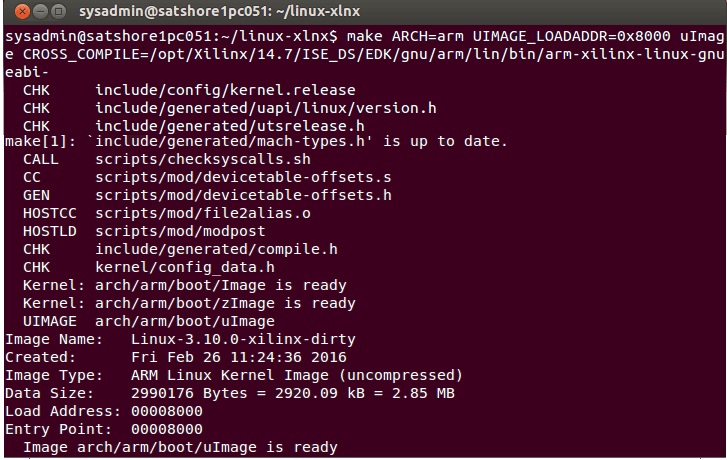 sysadmin@satshore1pc051: ~/linux-xlnx
sysadmin@satshore1pc051:~/linux-xlnx$ make ARCH=arm UIMAGE_LOADADDR=0x8000 uImag
e CROSS_COMPILE=/opt/Xilinx/14.7/ISE_DS/EDK/gnu/arm/lin/bin/arm-xilinx-linux-gnu
eabi-
  CHK     include/config/kernel.release
  CHK     include/generated/uapi/linux/version.h
  CHK     include/generated/utsrelease.h
make[1]: `include/generated/mach-types.h' is up to date.
  CALL    scripts/checksyscalls.sh
  CC      scripts/mod/devicetable-offsets.s
  GEN     scripts/mod/devicetable-offsets.h
  HOSTCC  scripts/mod/file2alias.o
  HOSTLD  scripts/mod/modpost
  CHK     include/generated/compile.h
  CHK     kernel/config_data.h
  Kernel: arch/arm/boot/Image is ready
  Kernel: arch/arm/boot/zImage is ready
  UIMAGE  arch/arm/boot/uImage
Image Name:   Linux-3.10.0-xilinx-dirty
Created:      Fri Feb 26 11:24:36 2016
Image Type:   ARM Linux Kernel Image (uncompressed)
Data Size:    2990176 Bytes = 2920.09 kB = 2.85 MB
Load Address: 00008000
Entry Point:  00008000
  Image arch/arm/boot/uImage is ready